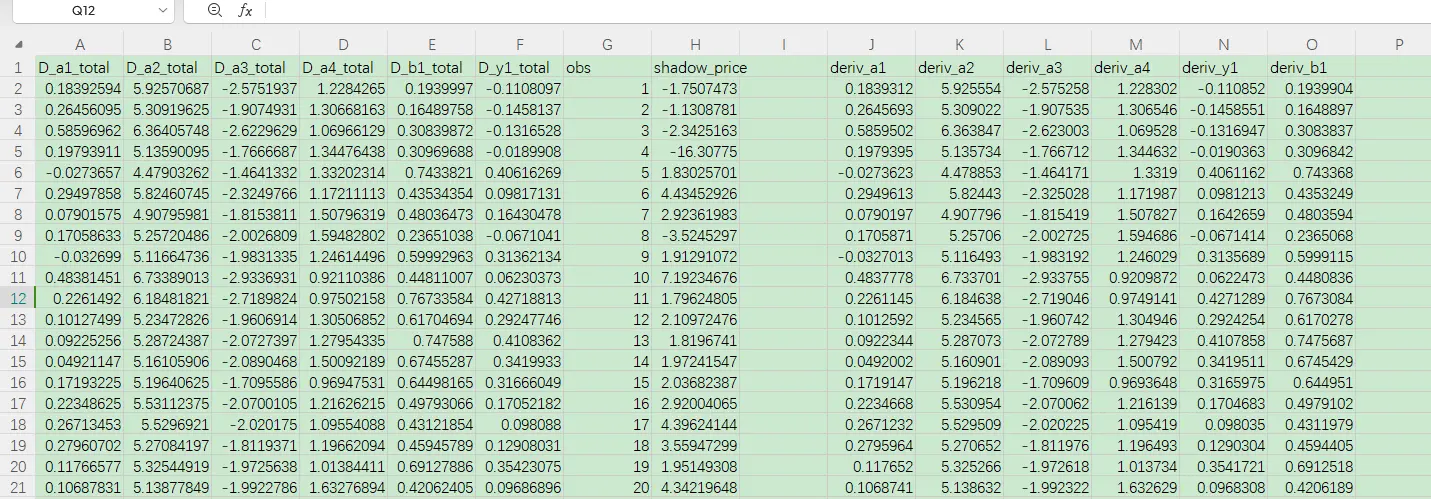 Q12 fx
A B C D E F G H I J K L M N O P
1 D_a1_total D_a2_total D_a3_total D_a4_total D_b1_total D_y1_total obs shadow_price deriv_a1 deriv_a2 deriv_a3 deriv_a4 deriv_y1 deriv_b1
2 0.18392594 5.92570687 -2.5751937 1.2284265 0.1939997 -0.1108097 1 -1.7507473 0.1839312 5.925554 -2.575258 1.228302 -0.110852 0.1939904
3 0.26456095 5.30919625 -1.9074931 1.30668163 0.16489758 -0.1458137 2 -1.1308781 0.2645693 5.309022 -1.907535 1.306546 -0.1458551 0.1648897
4 0.58596962 6.36405748 -2.6229629 1.06966129 0.30839872 -0.1316528 3 -2.3425163 0.5859502 6.363847 -2.623003 1.069528 -0.1316947 0.3083837
5 0.19793911 5.13590095 -1.7666687 1.34476438 0.30969688 -0.0189908 4 -16.30775 0.1979395 5.135734 -1.766712 1.344632 -0.0190363 0.3096842
6 -0.0273657 4.47903262 -1.4641332 1.33202314 0.7433821 0.40616269 5 1.83025701 -0.0273623 4.478853 -1.464171 1.3319 0.4061162 0.743368
7 0.29497858 5.82460745 -2.3249766 1.17211113 0.43534354 0.09817131 6 4.43452926 0.2949613 5.82443 -2.325028 1.171987 0.0981213 0.4353249
8 0.07901575 4.90795981 -1.8153811 1.50796319 0.48036473 0.16430478 7 2.92361983 0.0790197 4.907796 -1.815419 1.507827 0.1642659 0.4803594
9 0.17058633 5.25720486 -2.0026809 1.59482802 0.23651038 -0.0671041 8 -3.5245297 0.1705871 5.25706 -2.002725 1.594686 -0.0671414 0.2365068
10 -0.032699 5.11664736 -1.9831335 1.24614496 0.59992963 0.31362134 9 1.91291072 -0.0327013 5.116493 -1.983192 1.246029 0.3135689 0.5999115
11 0.48381451 6.73389013 -2.9336931 0.92110386 0.44811007 0.06230373 10 7.19234676 0.4837778 6.733701 -2.933755 0.9209872 0.0622473 0.4480836
12 0.2261492 6.18481821 -2.7189824 0.97502158 0.76733584 0.42718813 11 1.79624805 0.2261145 6.184638 -2.719046 0.9749141 0.4271289 0.7673084
13 0.10127499 5.23472826 -1.9606914 1.30506852 0.61704694 0.29247746 12 2.10972476 0.1012592 5.234565 -1.960742 1.304946 0.2924254 0.6170278
14 0.09225256 5.28724387 -2.0727397 1.27954335 0.747588 0.4108362 13 1.8196741 0.0922344 5.287073 -2.072789 1.279423 0.4107858 0.7475687
15 0.04921147 5.16105906 -2.0890468 1.50092189 0.67455287 0.3419933 14 1.97241547 0.0492002 5.160901 -2.089093 1.500792 0.3419511 0.6745429
16 0.17193225 5.19640625 -1.7095586 0.96947531 0.64498165 0.31666049 15 2.03682387 0.1719147 5.196218 -1.709609 0.9693648 0.3165975 0.644951
17 0.22348625 5.53112375 -2.0700105 1.21626215 0.49793066 0.17052182 16 2.92004065 0.2234668 5.530954 -2.070062 1.216139 0.1704683 0.4979102
18 0.26713453 5.5296921 -2.020175 1.09554088 0.43121854 0.098088 17 4.39624144 0.2671232 5.529509 -2.020225 1.095419 0.098035 0.4311979
19 0.27960702 5.27084197 -1.8119371 1.19662094 0.45945789 0.12908031 18 3.55947299 0.2795964 5.270652 -1.811976 1.196493 0.1290304 0.4594405
20 0.11766577 5.32544919 -1.9725638 1.01384411 0.69127886 0.35423075 19 1.95149308 0.117652 5.325266 -1.972618 1.013734 0.3541721 0.6912518
21 0.10687831 5.13877849 -1.9922786 1.63276894 0.42062405 0.09686896 20 4.34219648 0.1068741 5.138632 -1.992322 1.632629 0.0968308 0.4206189